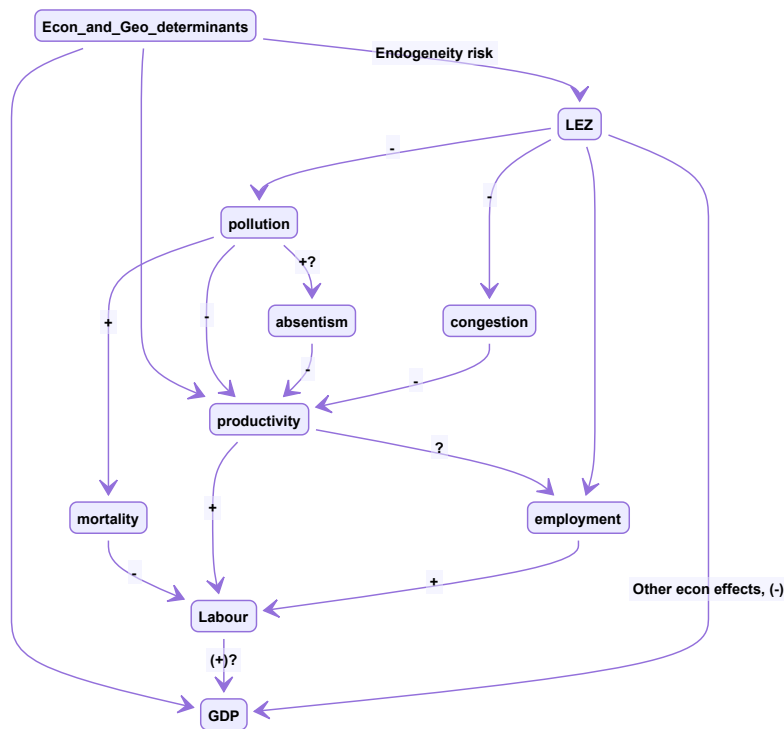 Econ_and_Geo_determinants
Endogeneity risk
LEZ
-
-
pollution
+?
absentism
congestion
+
-
-
-
productivity
?
mortality
+
employment
-
+
Other econ effects, (-)
Labour
(+)?
GDP